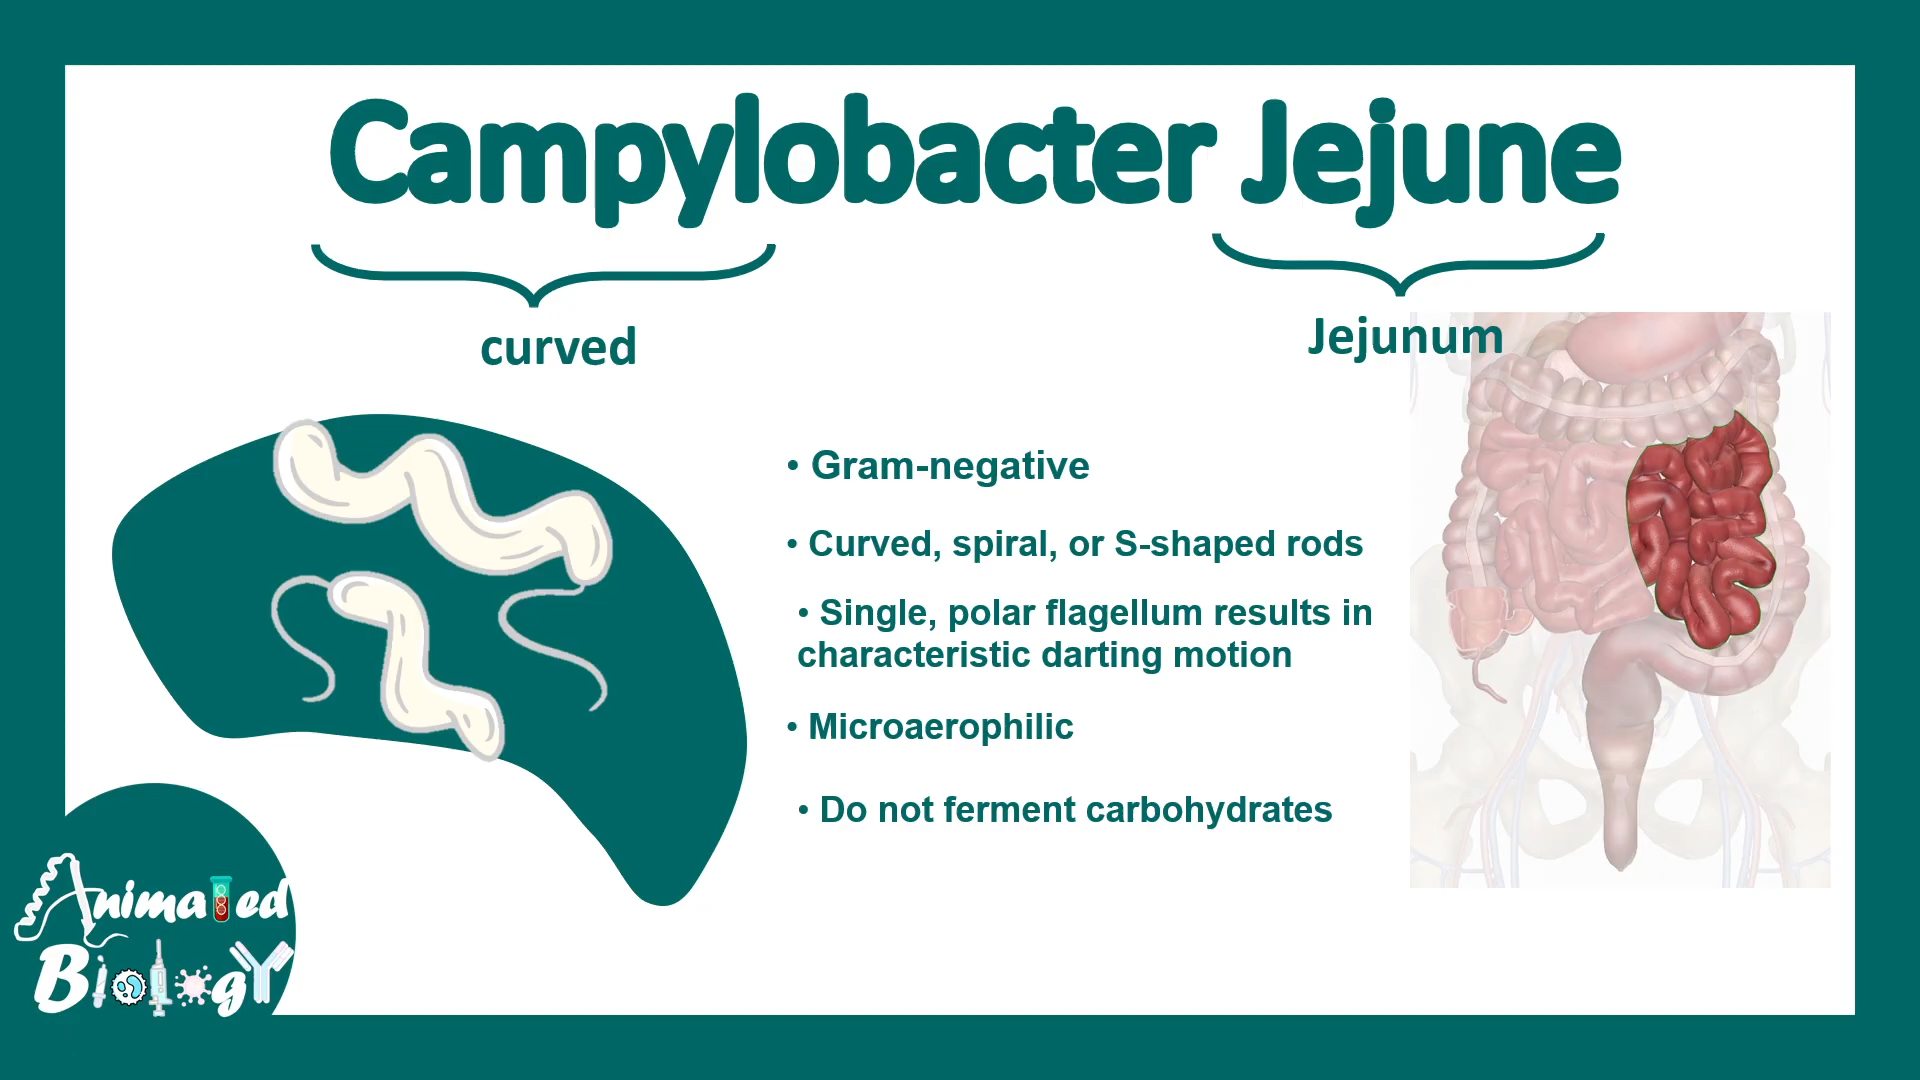 Campylobacter Jejune
curved
Jejunum
• Gram-negative
• Curved, spiral, or S-shaped rods
• Single, polar flagellum results in
characteristic darting motion
• Microaerophilic
• Do not ferment carbohydrates
Animated
Biology